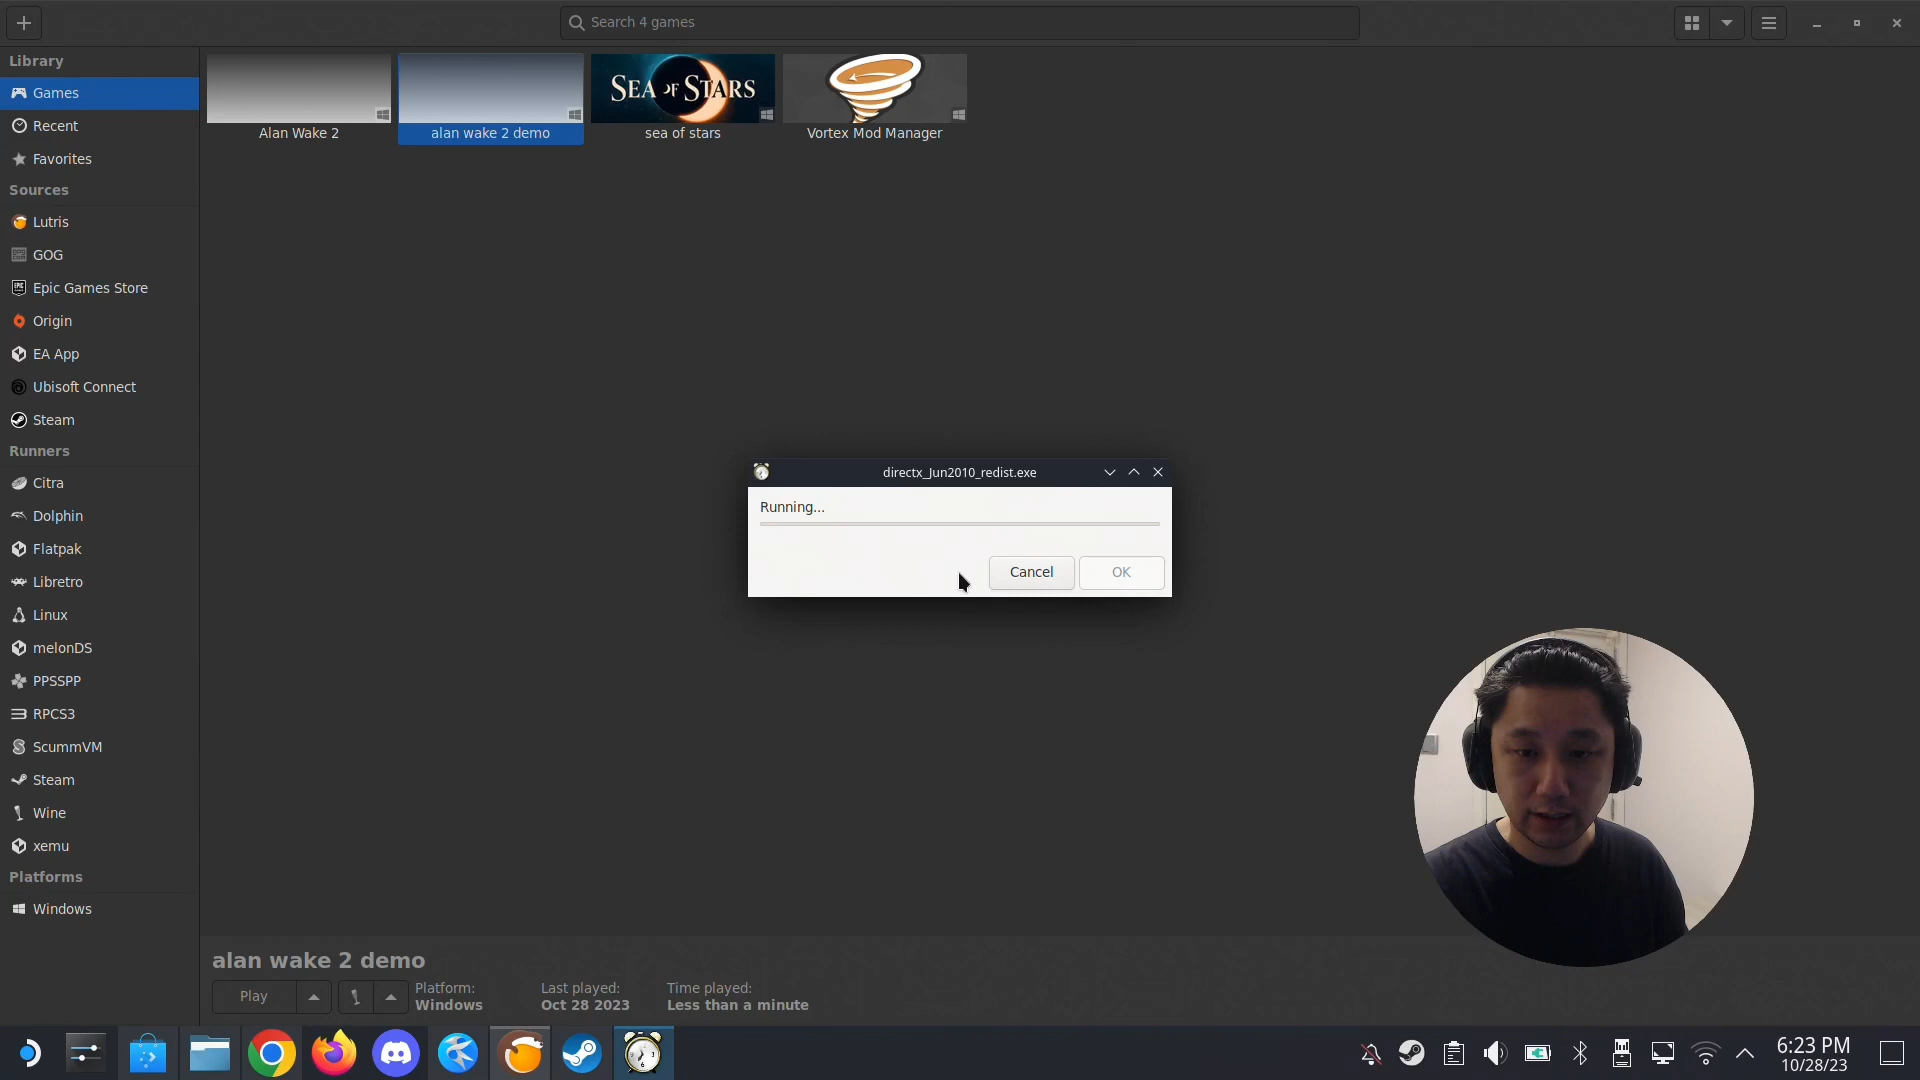 Search 4 games
Library
Games
Recent
Favorites
Sources
Lutris
GOG
Epic Games Store
Origin
EA App
Ubisoft Connect
Steam
Runners
Citra
Dolphin
Flatpak
Libretro
Linux
melonDS
PPSSPP
RPCS3
ScummVM
Steam
Wine
xemu
Platforms
Windows
SEA OF STARS
Alan Wake 2
alan wake 2 demo
sea of stars
Vortex Mod Manager
directx_Jun2010_redist.exe
Running...
Cancel
OK
alan wake 2 demo
Play
Platform:
Windows
Last played:
Oct 28 2023
Time played:
Less than a minute
6:23 PM
10/28/23